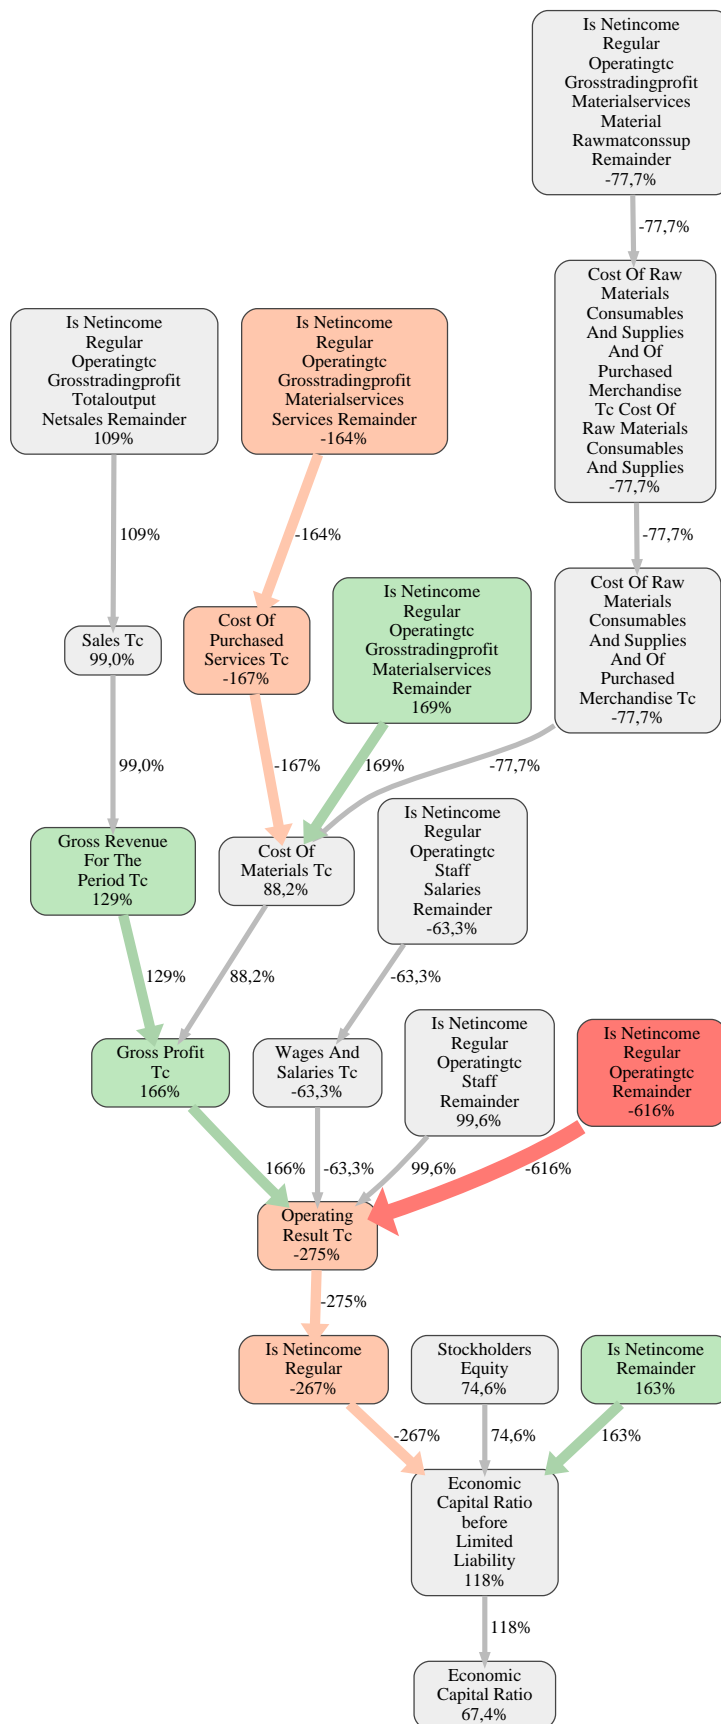 Is Netincome
Regular
Operatingtc
Grosstradingprofit
Materialservices
Material
Rawmatconssup
Remainder
-77,7%
-77,7%
Cost Of Raw
Materials
Consumables
And Supplies
And Of
Purchased
Merchandise
Tc Cost Of
Raw Materials
Consumables
And Supplies
-77,7%
Is Netincome
Regular
Operatingtc
Grosstradingprofit
Totaloutput
Netsales Remainder
109%
Is Netincome
Regular
Operatingtc
Grosstradingprofit
Materialservices
Services Remainder
-164%
109%
-164%
-77,7%
Cost Of Raw
Materials
Consumables
And Supplies
And Of
Purchased
Merchandise Tc
-77,7%
Is Netincome
Regular
Operatingtc
Grosstradingprofit
Materialservices
Remainder
169%
Cost Of
Purchased
Services Tc
-167%
Sales Tc
99,0%
99,0%
-167%
169%
-77,7%
Gross Revenue
For The
Period Tc
129%
Cost Of
Materials Tc
88,2%
Is Netincome
Regular
Operatingtc
Staff
Salaries
Remainder
-63,3%
129%
88,2%
-63,3%
Gross Profit
Tc
166%
Wages And
Salaries Tc
-63,3%
Is Netincome
Regular
Operatingtc
Staff
Remainder
99,6%
Is Netincome
Regular
Operatingtc
Remainder
-616%
166%
-63,3%
99,6%
-616%
Operating
Result Tc
-275%
-275%
Is Netincome
Regular
-267%
Stockholders
Equity
74,6%
Is Netincome
Remainder
163%
-267%
74,6%
163%
Economic
Capital Ratio
before
Limited
Liability
118%
118%
Economic
Capital Ratio
67,4%